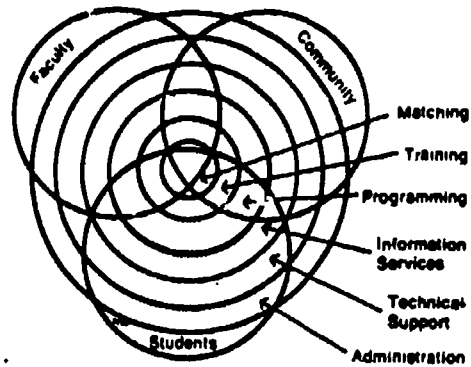 Faculty
Community
Matching
Training
Programming
Information
Services
Technical
Support
Administration
Students